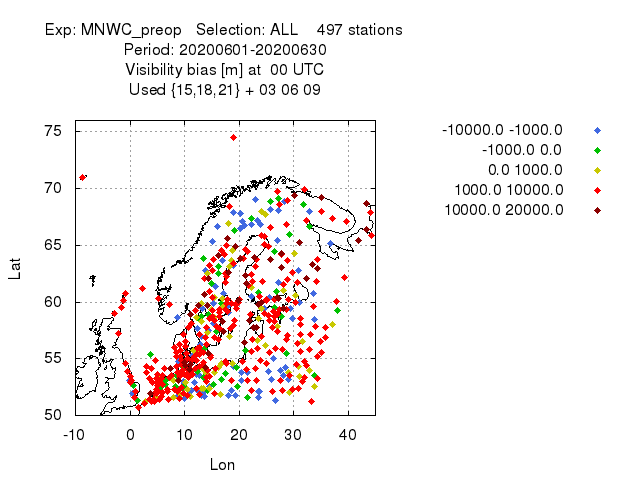 Exp: MNWC_preop   Selection: ALL    497 stations
Period: 20200601-20200630
Visibility bias [m] at  00 UTC
Used {15,18,21} + 03 06 09
-10000.0 -1000.0
-1000.0 0.0
0.0 1000.0
1000.0 10000.0
10000.0 20000.0
75
70
65
60
55
50
Lat
-10 0 10 20 30 40
Lon